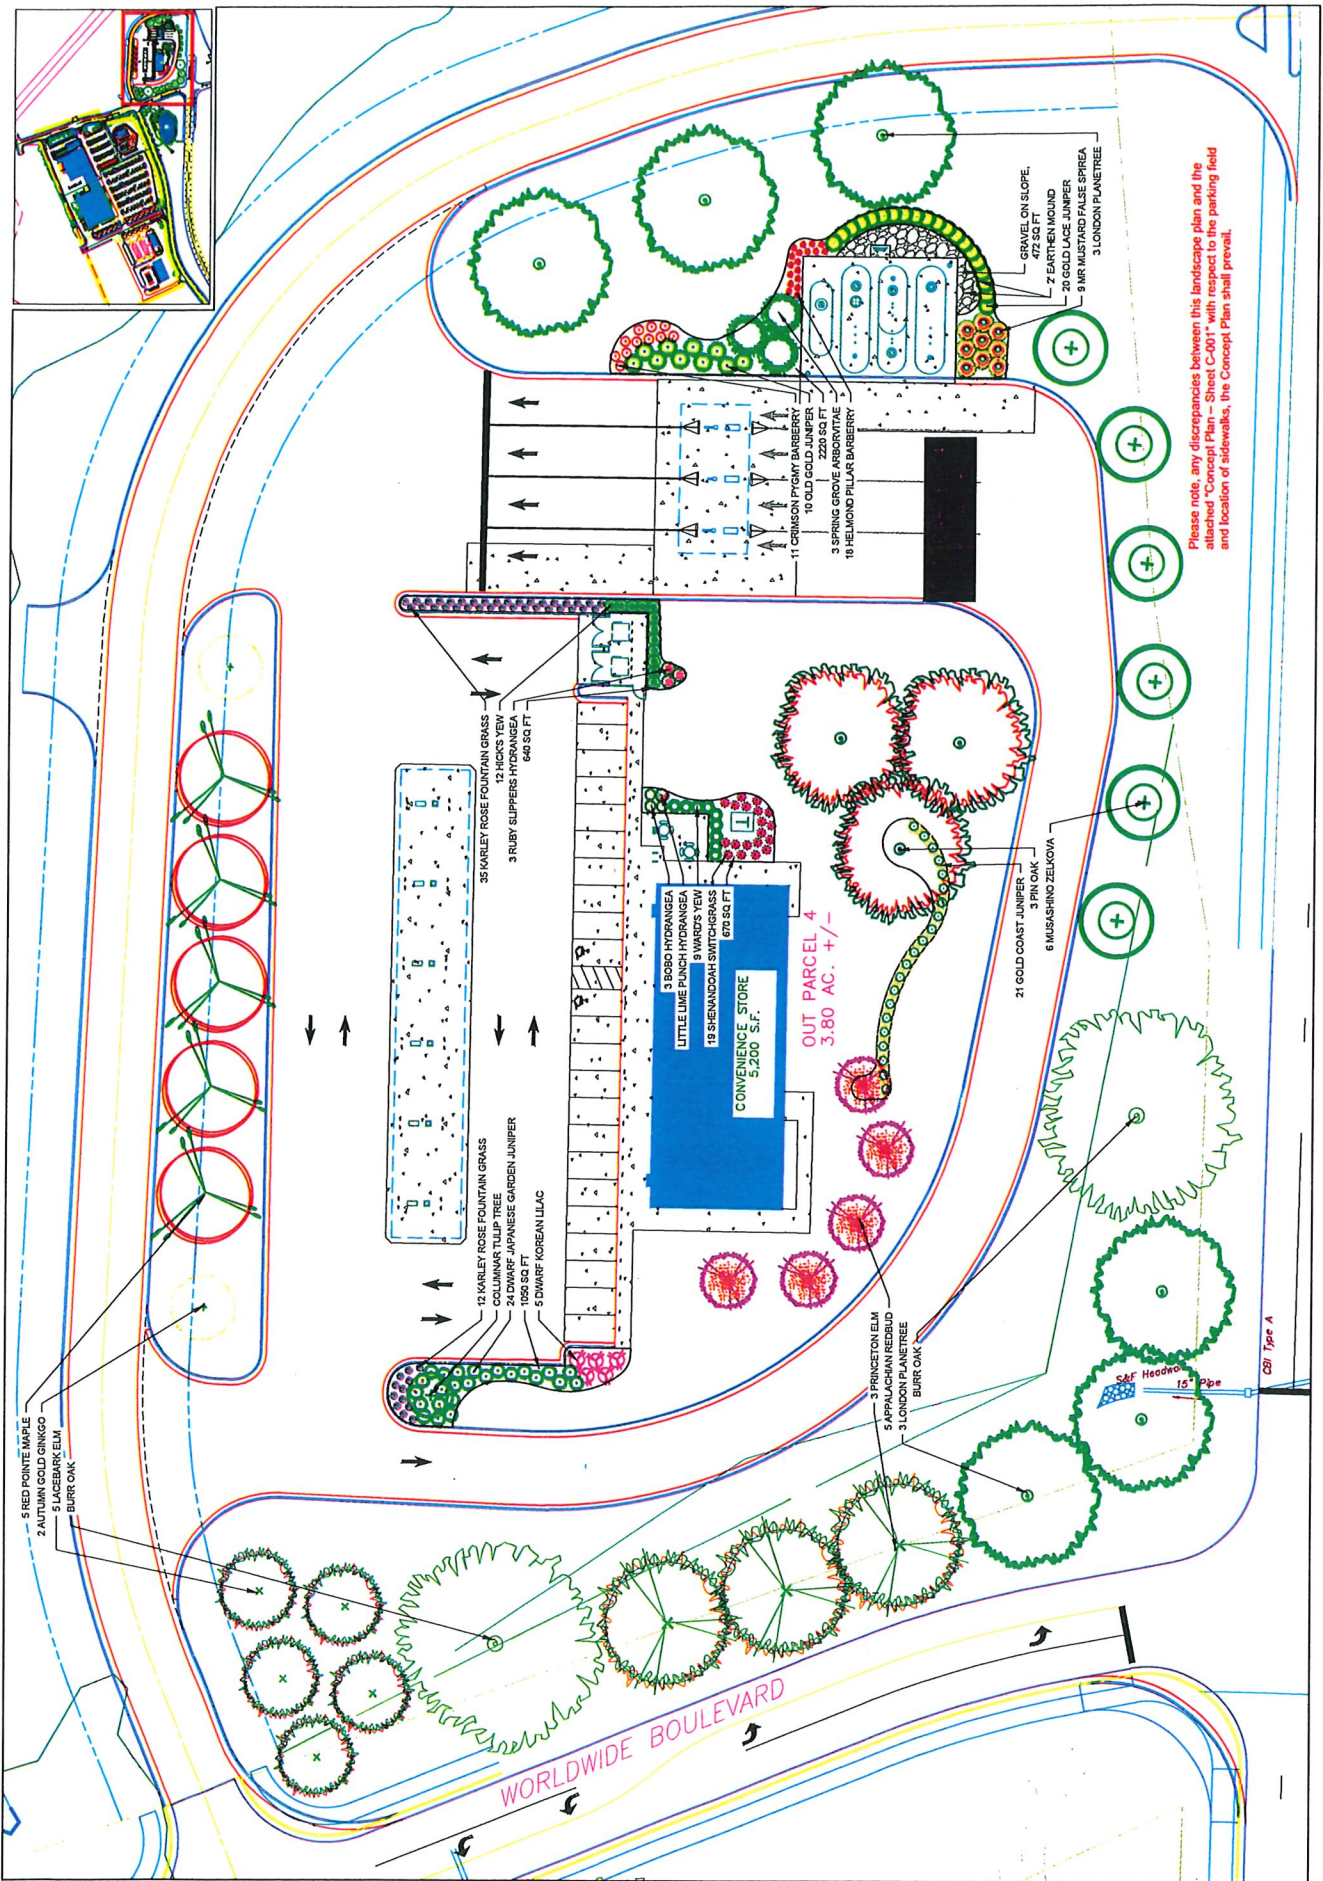 5 RED POINTE MAPLE
2 AUTUMN GOLD GINKGO
5 LACEBARK ELM
BURR OAK
35 KARLEY ROSE FOUNTAIN GRASS
12 HICK'S YEW
3 RUBY SLIPPERS HYDRANGEA
640 SQ FT
12 KARLEY ROSE FOUNTAIN GRASS
COLUMNAR TULIP TREE
24 DWARF JAPANESE GARDEN JUNIPER
1050 SQ FT
5 DWARF KOREAN LILAC
3 BOBO HYDRANGEA
LITTLE LIME PUNCH HYDRANGEA
9 WARD'S YEW
19 SHENANDOAH SWITCHGRASS
670 SQ FT
CONVENIENCE STORE
5,200 S.F.
OUT PARCEL 4
3.80 AC. +/-
11 CRIMSON PYGMY BARBERRY
10 OLD GOLD JUNIPER
2220 SQ FT
3 SPRING GROVE ARBORVITAE
18 HELMOND PILLAR BARBERRY
GRAVEL ON SLOPE,
472 SQ FT
2' EARTHEN MOUND
20 GOLD LACE JUNIPER
9 MR MUSTARD FALSE SPIREA
3 LONDON PLANETREE
21 GOLD COAST JUNIPER
3 PIN OAK
6 MUSASHINO ZELKOVA
3 PRINCETON ELM
5 APPALACHIAN REDBUD
3 LONDON PLANETREE
BURR OAK
S&F Headwa
15" Pipe
CBI Type A
WORLDWIDE BOULEVARD
Please note, any discrepancies between this landscape plan and the
attached "Concept Plan – Sheet C-001" with respect to the parking field
and location of sidewalks, the Concept Plan shall prevail.